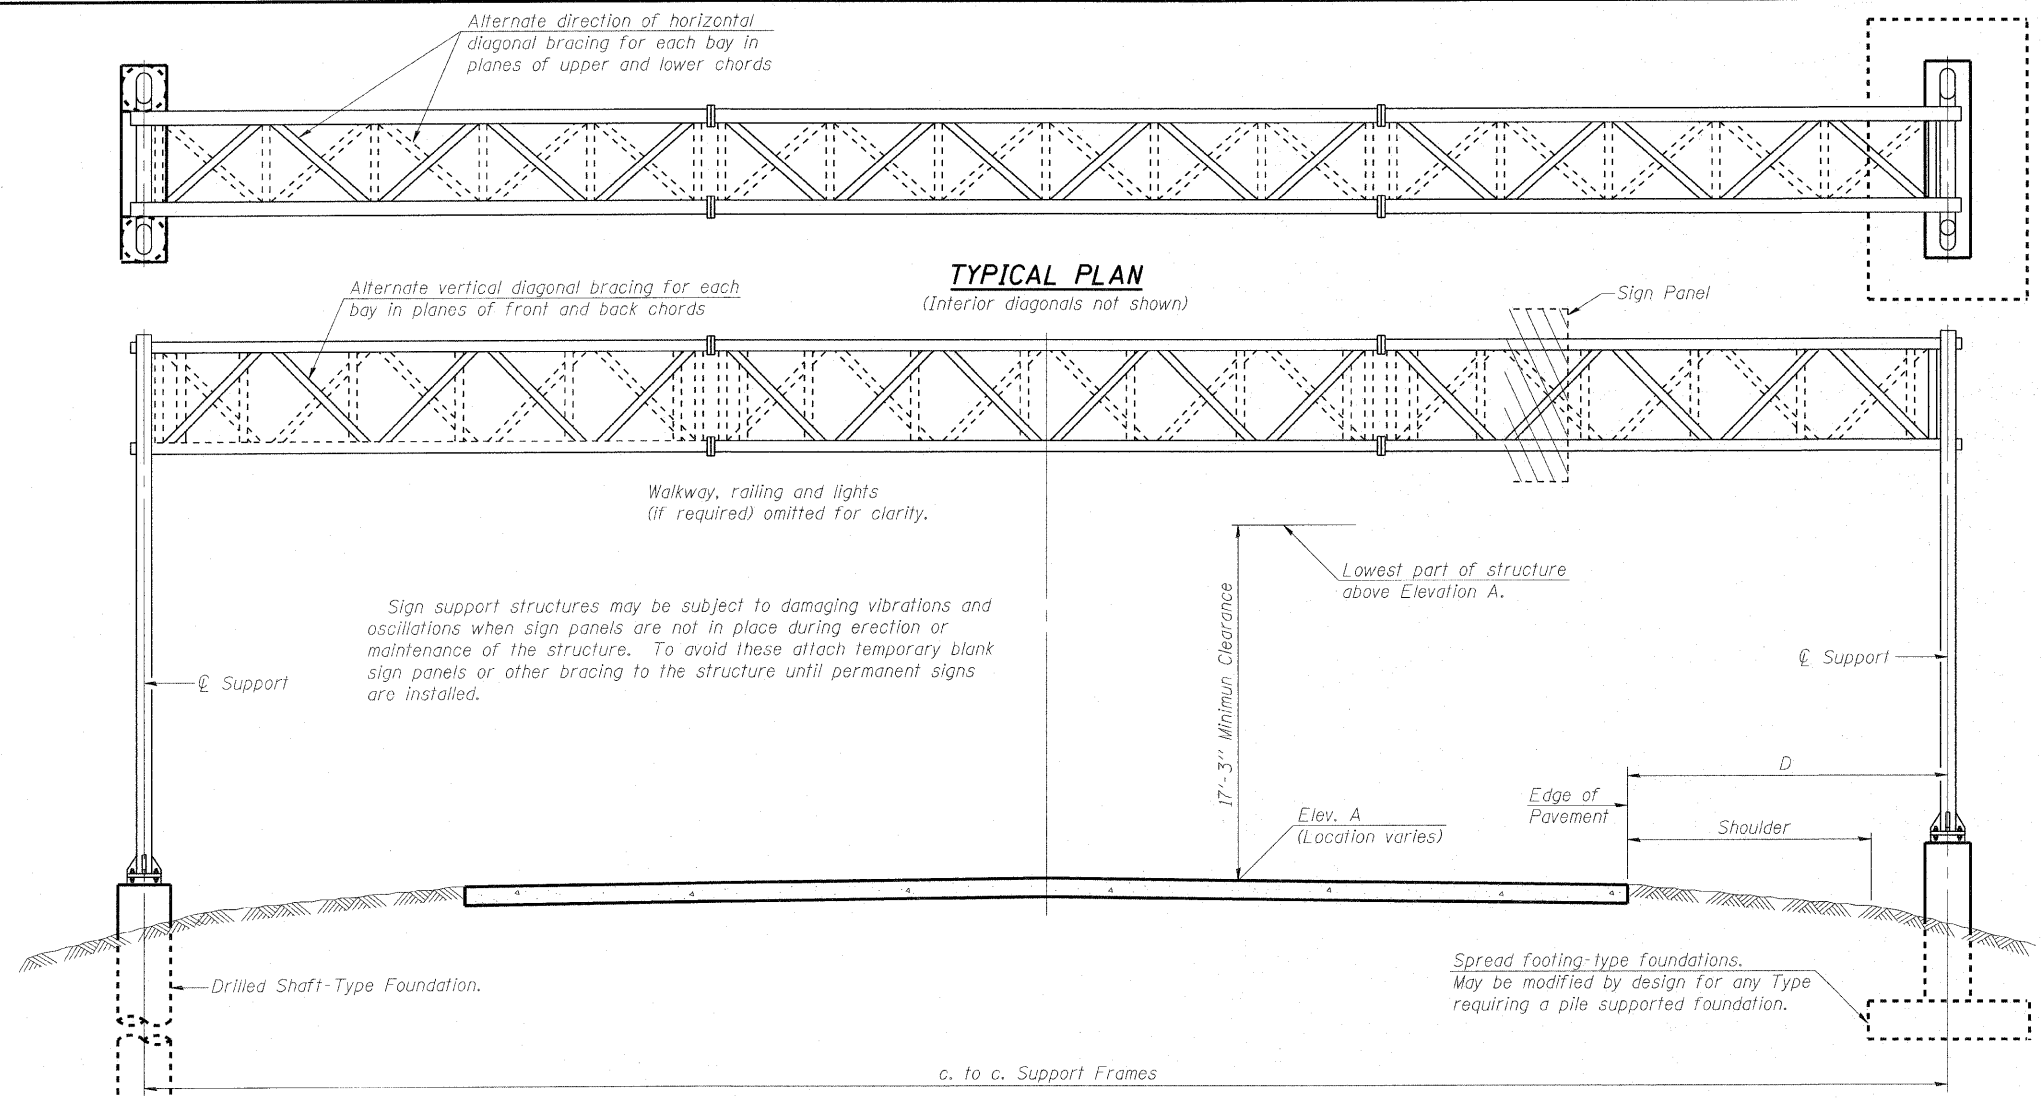 Alternate direction of horizontal
diagonal bracing for each bay in
planes of upper and lower chords
TYPICAL PLAN
(Interior diagonals not shown)
Alternate vertical diagonal bracing for each
bay in planes of front and back chords
Sign Panel
Walkway, railing and lights
(if required) omitted for clarity.
Lowest part of structure
above Elevation A.
17'-3" Minimun Clearance
Sign support structures may be subject to damaging vibrations and
oscillations when sign panels are not in place during erection or
maintenance of the structure. To avoid these attach temporary blank
sign panels or other bracing to the structure until permanent signs
are installed.
℄ Support
℄ Support
D
Edge of
Pavement
Shoulder
Elev. A
(Location varies)
Drilled Shaft-Type Foundation.
Spread footing-type foundations.
May be modified by design for any Type
requiring a pile supported foundation.
c. to c. Support Frames